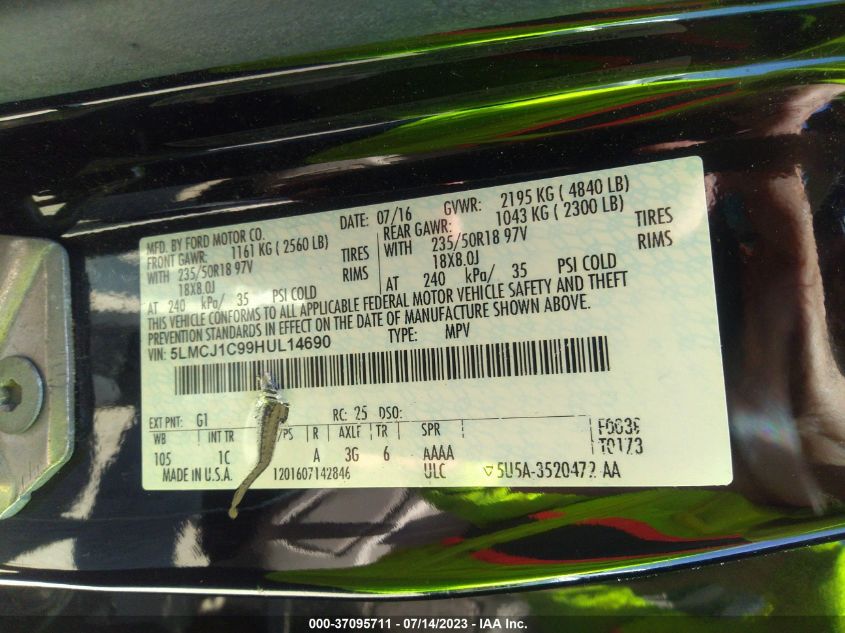 MFD. BY FORD MOTOR CO. DATE: 07/16 GVWR: 2195 KG ( 4840 LB)
FRONT GAWR: 1161 KG ( 2560 LB) REAR GAWR: 1043 KG ( 2300 LB)
WITH 235/50R18 97V TIRES WITH 235/50R18 97V TIRES
18X8.0J RIMS 18X8.0J RIMS
AT 240 kPa/ 35 PSI COLD AT 240 kPa/ 35 PSI COLD
THIS VEHICLE CONFORMS TO ALL APPLICABLE FEDERAL MOTOR VEHICLE SAFETY AND THEFT
PREVENTION STANDARDS IN EFFECT ON THE DATE OF MANUFACTURE SHOWN ABOVE.
VIN: 5LMCJ1C99HUL14690 TYPE: MPV
EXT PNT: G1 RC: 25 DSO:
WB INT TR R AXLE TR SPR
105 1C A 3G 6 AAAA
F0036
T0173
MADE IN U.S.A. 1201607142846 ULC 5U5A-3520472 AA
000-37095711 - 07/14/2023 - © IAA Inc.